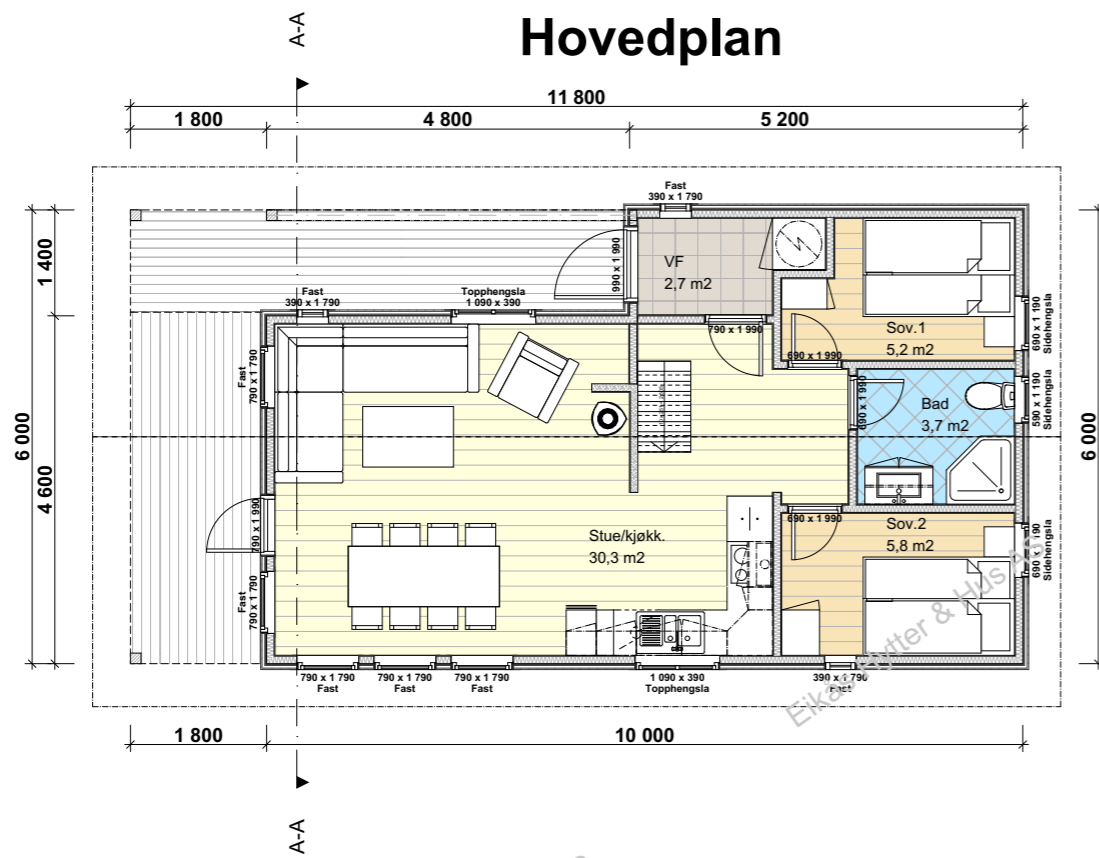 Hovedplan
A-A
11 800
1 800
4 800
5 200
Fast
390 x 1 790
6 000
1 400
4 600
6 000
990 x 1 990
VF
2,7 m2
Fast
390 x 1 790
Topphengsla
1 090 x 390
790 x 1 990
Sov.1
5,2 m2
690 x 1 990
690 x 1 190
Sidehengsla
Fast
790 x 1 790
690 x 1 990
Bad
3,7 m2
590 x 1 190
Sidehengsla
790 x 1 990
Stue/kjøkk.
30,3 m2
690 x 1 990
Sov.2
5,8 m2
690 x 1 190
Sidehengsla
Fast
790 x 1 790
790 x 1 790
Fast
790 x 1 790
Fast
790 x 1 790
Fast
1 090 x 390
Topphengsla
390 x 1 790
Fast
Eikås Hytter & Hus AS
1 800
10 000
A-A